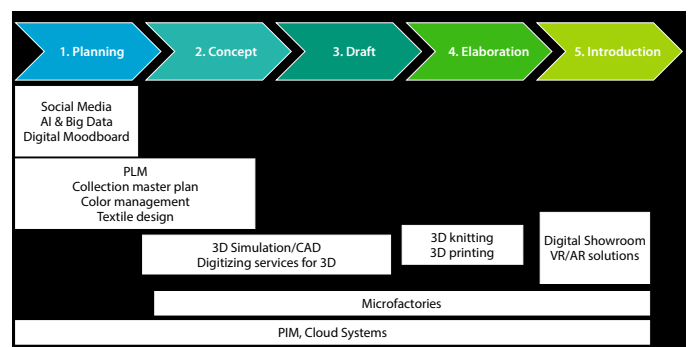 1. Planning
2. Concept
3. Draft
4. Elaboration
5. Introduction
Social Media
AI & Big Data
Digital Moodboard
PLM
Collection master plan
Color management
Textile design
3D Simulation/CAD
Digitizing services for 3D
3D knitting
3D printing
Digital Showroom
VR/AR solutions
Microfactories
PIM, Cloud Systems